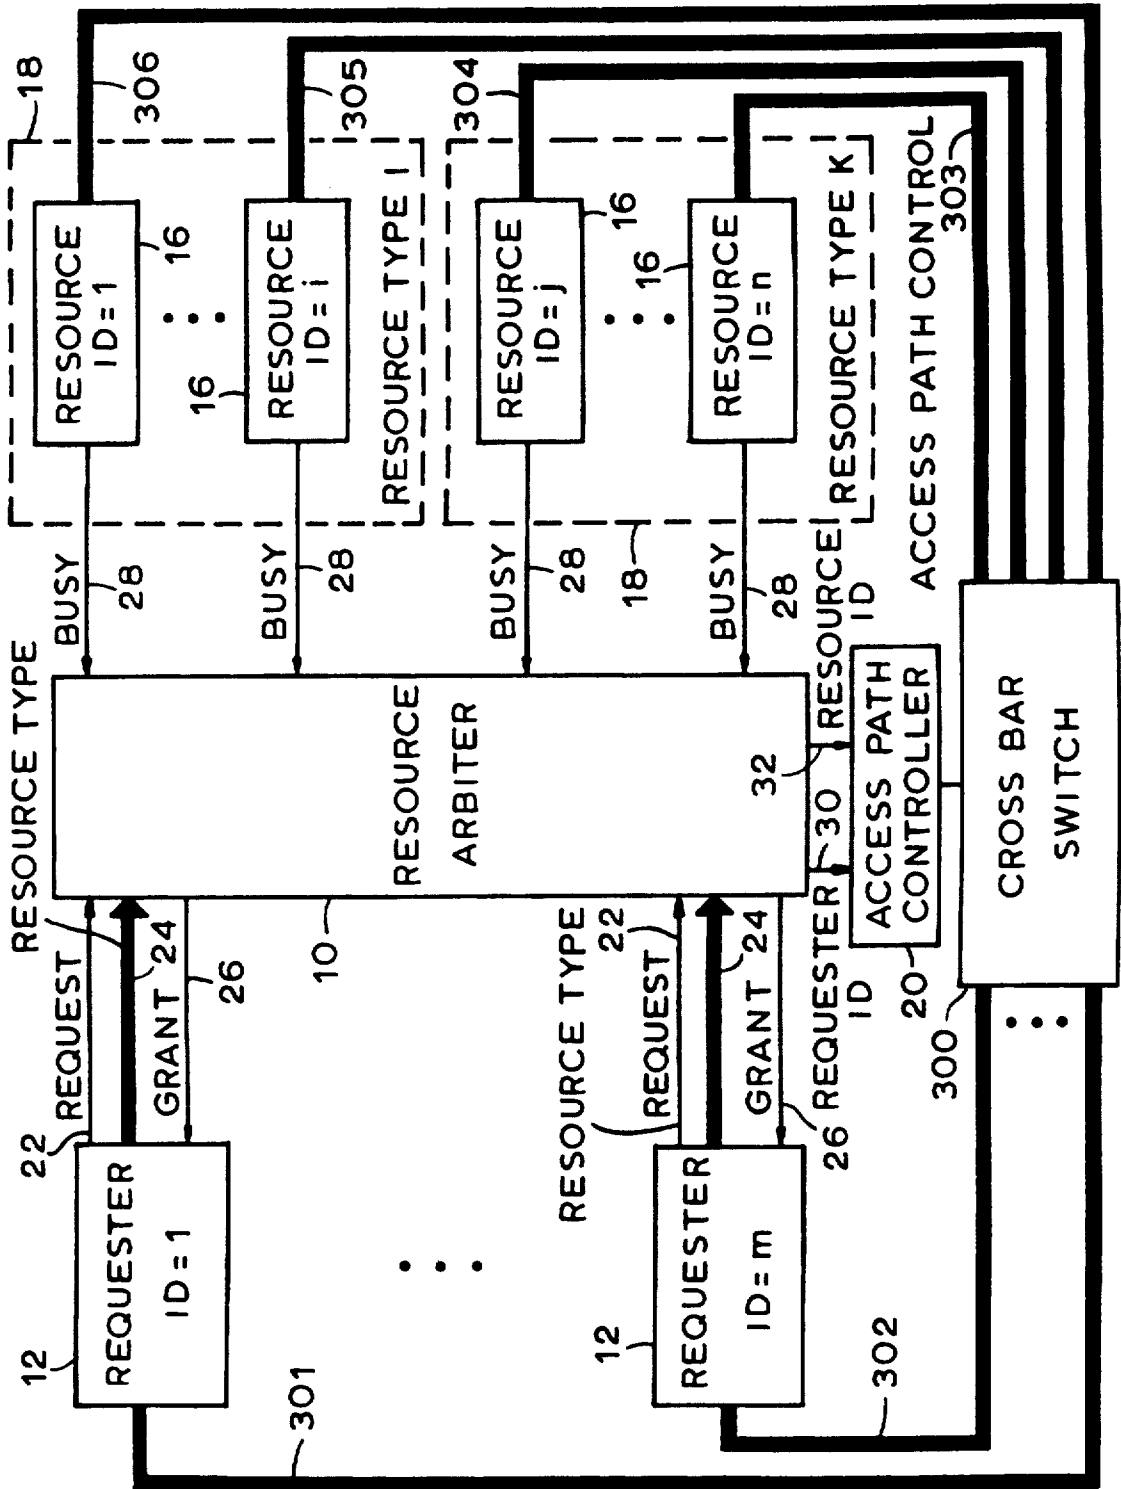 18
306
305
304
303
RESOURCE
ID = 1
16
RESOURCE
ID = i
16
RESOURCE TYPE 1
RESOURCE
ID = j
16
RESOURCE
ID = n
16
RESOURCE TYPE K
18
ACCESS PATH CONTROL
BUSY
28
BUSY
28
BUSY
28
BUSY
28
RESOURCE TYPE
RESOURCE
ARBITER
10
REQUEST
22
24
GRANT
26
RESOURCE TYPE
REQUEST
22
24
GRANT
26
RESOURCE
ID
32
REQUESTER
ID
30
ACCESS PATH
CONTROLLER
20
CROSS BAR
SWITCH
300
REQUESTER
ID = 1
12
REQUESTER
ID = m
12
301
302